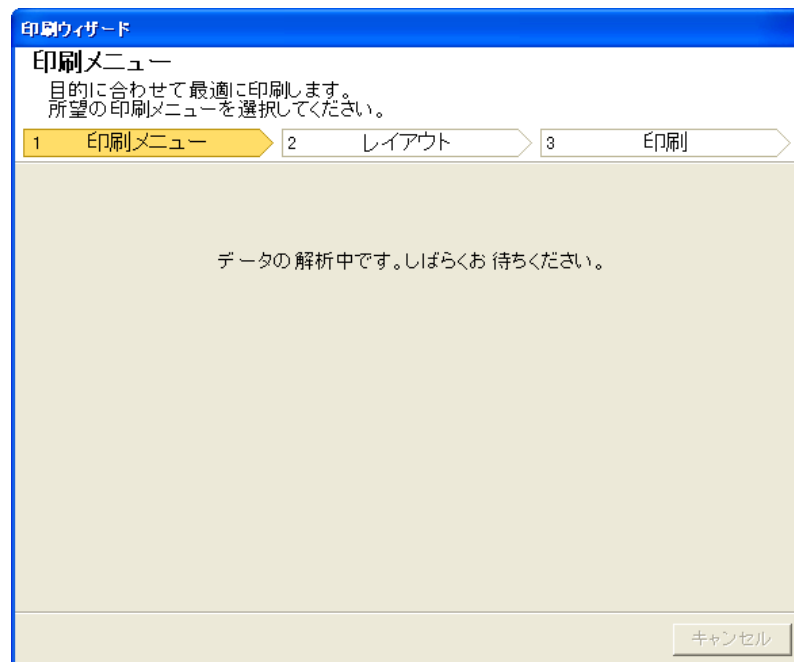 印刷ウィザード
印刷メニュー
目的に合わせて最適に印刷します。
所望の印刷メニューを選択してください。
1 印刷メニュー 2 レイアウト 3 印刷
データの解析中です。しばらくお待ちください。
キャンセル